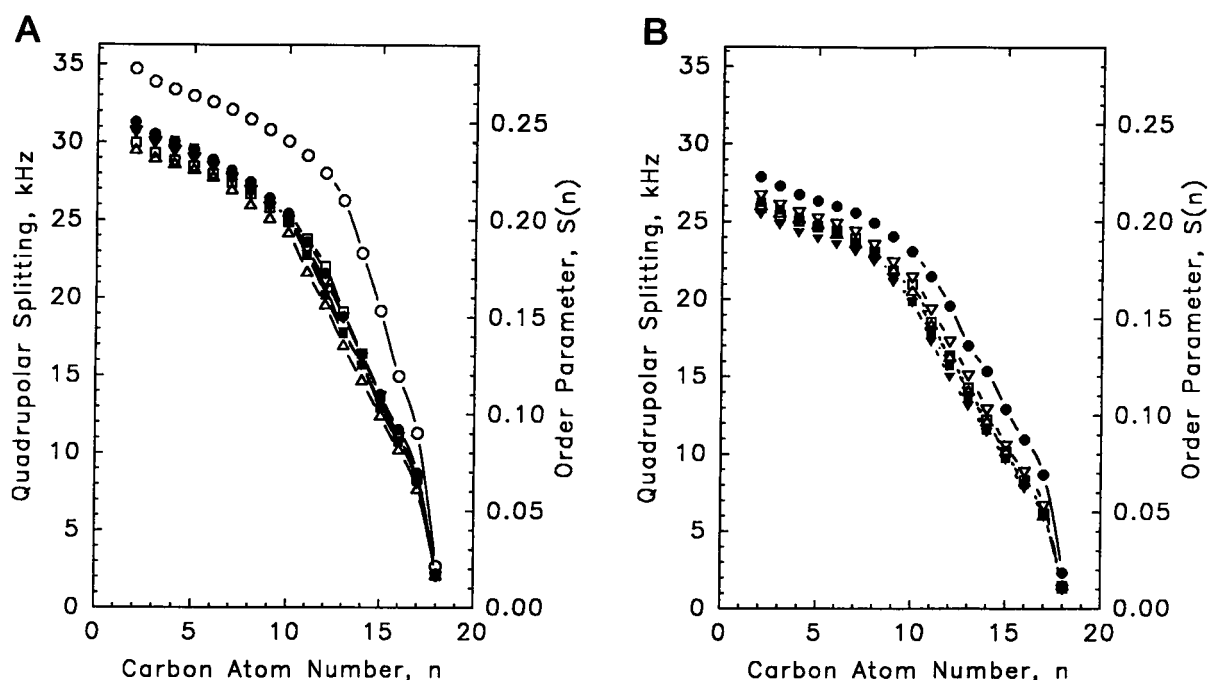 A
Quadrupolar Splitting, kHz
35
30
25
20
15
10
5
0
0.25
0.20
0.15
0.10
0.05
0.00
Order Parameter, S(n)
0 5 10 15 20
Carbon Atom Number, n
B
Quadrupolar Splitting, kHz
35
30
25
20
15
10
5
0
0.25
0.20
0.15
0.10
0.05
0.00
Order Parameter, S(n)
0 5 10 15 20
Carbon Atom Number, n